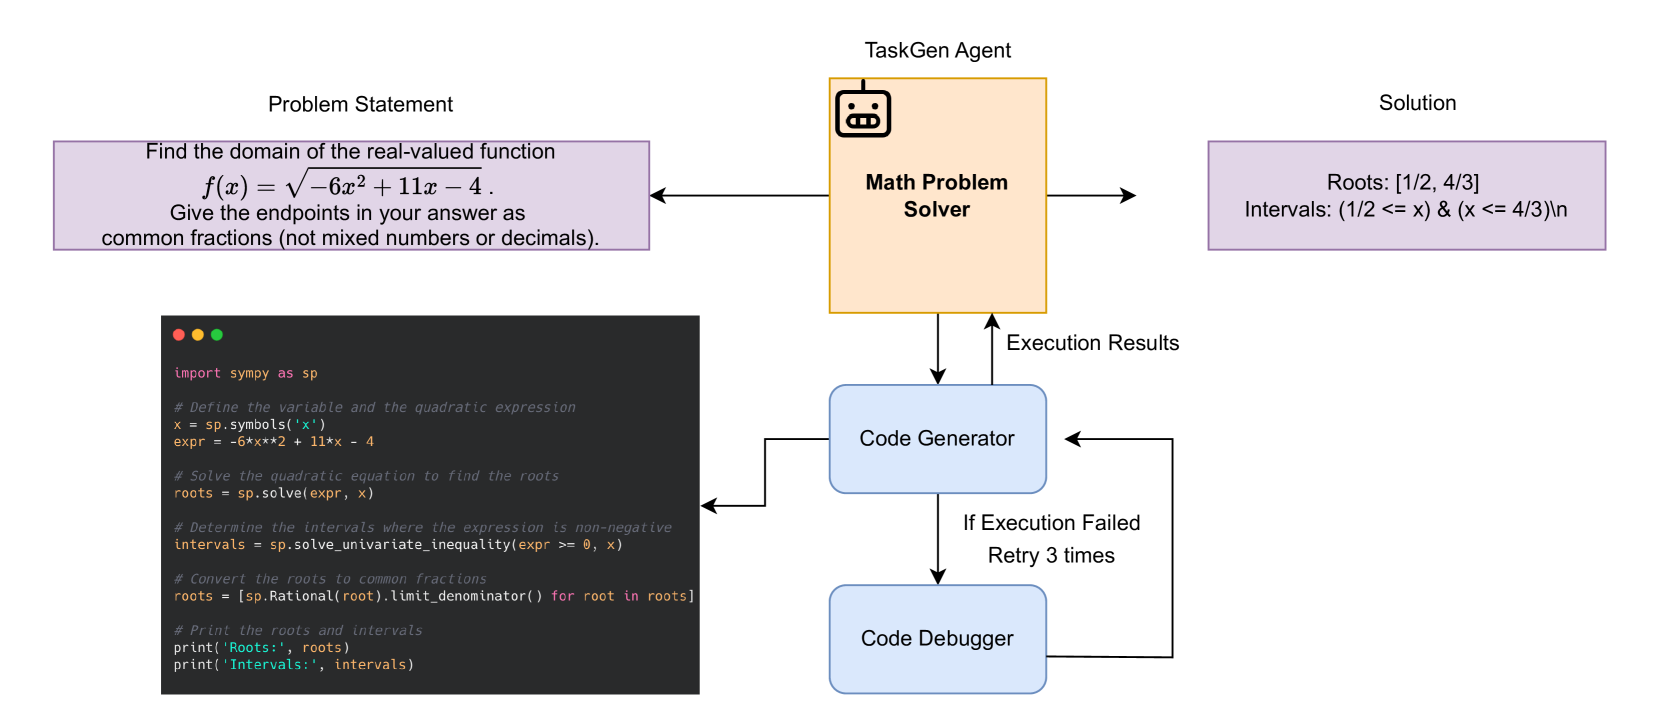 TaskGen Agent
Problem Statement
Solution
Find the domain of the real-valued function
f(x) = √(-6x² + 11x - 4) .
Give the endpoints in your answer as
common fractions (not mixed numbers or decimals).
Math Problem
Solver
Roots: [1/2, 4/3]
Intervals: (1/2 <= x) & (x <= 4/3)\n
Execution Results
import sympy as sp
# Define the variable and the quadratic expression
x = sp.symbols('x')
expr = -6*x**2 + 11*x - 4
# Solve the quadratic equation to find the roots
roots = sp.solve(expr, x)
# Determine the intervals where the expression is non-negative
intervals = sp.solve_univariate_inequality(expr >= 0, x)
# Convert the roots to common fractions
roots = [sp.Rational(root).limit_denominator() for root in roots]
# Print the roots and intervals
print('Roots:', roots)
print('Intervals:', intervals)
Code Generator
If Execution Failed
Retry 3 times
Code Debugger